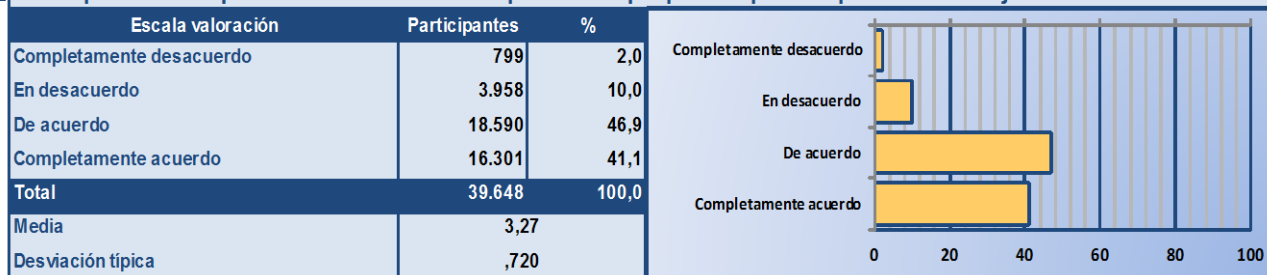 Escala valoración Participantes %
Completamente desacuerdo 799 2,0
En desacuerdo 3.958 10,0
De acuerdo 18.590 46,9
Completamente acuerdo 16.301 41,1
Total 39.648 100,0
Media 3,27
Desviación típica ,720
Completamente desacuerdo
En desacuerdo
De acuerdo
Completamente acuerdo
0 20 40 60 80 100